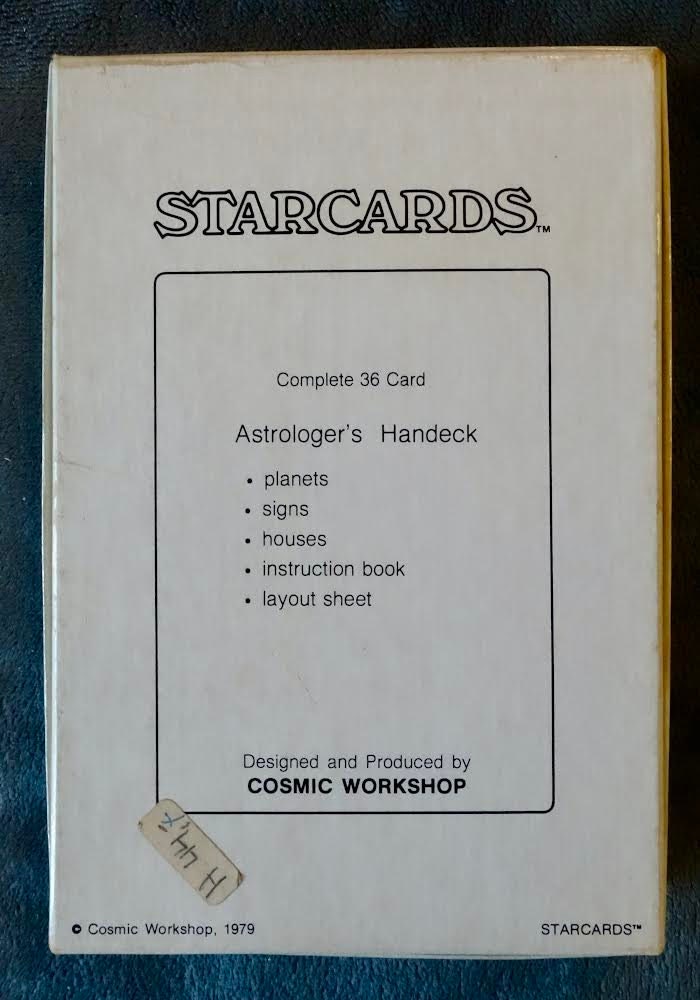 STARCARDS™
Complete 36 Card
Astrologer's Handeck
• planets
• signs
• houses
• instruction book
• layout sheet
Designed and Produced by
COSMIC WORKSHOP
© Cosmic Workshop, 1979
STARCARDS™